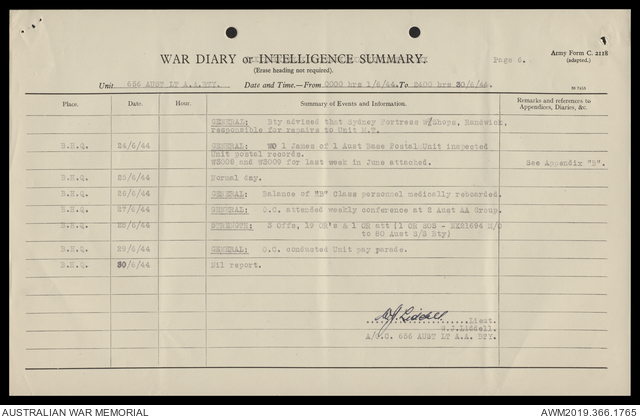 WAR DIARY or INTELLIGENCE SUMMARY.
(Erase heading not required).
Page 6.
Army Form C. 2118
(adapted.)
Unit 656 AUST LT A.A. BTY. Date and Time.—From 0000 hrs 1/6/44. To 2400 hrs 30/6/44.
Place. Date. Hour. Summary of Events and Information. Remarks and references to
Appendices, Diaries, &c.
GENERAL: Bty advised that Sydney Fortress W/Shops, Randwick,
responsible for repairs to Unit M.T.
B.H.Q. 24/6/44 GENERAL: WO 1 James of 1 Aust Base Postal Unit inspected
Unit postal records.
W3008 and W3009 for last week in June attached. See Appendix "B".
B.H.Q. 25/6/44 Normal day.
B.H.Q. 26/6/44 GENERAL: Balance of "B" Class personnel medically reboarded.
B.H.Q. 27/6/44 GENERAL: O.C. attended weekly conference at 2 Aust AA Group.
B.H.Q. 28/6/44 STRENGTH: 3 Offs, 19 OR's & 1 OR att (1 OR SOS -
to 80 Aust S/S Bty)
B.H.Q. 29/6/44 GENERAL: O.C. conducted Unit pay parade.
B.H.Q. 30/6/44 Nil report.
Liddell
Lieut.
W.J.Liddell.
A/O.C. 656 AUST LT A.A. BTY.
AUSTRALIAN WAR MEMORIAL
AWM2019.366.1765